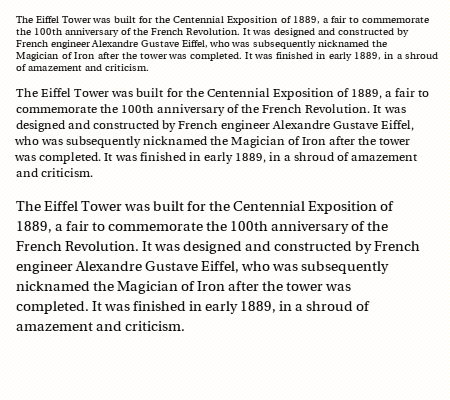 The Eiffel Tower was built for the Centennial Exposition of 1889, a fair to commemorate
the 100th anniversary of the French Revolution. It was designed and constructed by
French engineer Alexandre Gustave Eiffel, who was subsequently nicknamed the
Magician of Iron after the tower was completed. It was finished in early 1889, in a shroud
of amazement and criticism.
The Eiffel Tower was built for the Centennial Exposition of 1889, a fair to
commemorate the 100th anniversary of the French Revolution. It was
designed and constructed by French engineer Alexandre Gustave Eiffel,
who was subsequently nicknamed the Magician of Iron after the tower
was completed. It was finished in early 1889, in a shroud of amazement
and criticism.
The Eiffel Tower was built for the Centennial Exposition of
1889, a fair to commemorate the 100th anniversary of the
French Revolution. It was designed and constructed by French
engineer Alexandre Gustave Eiffel, who was subsequently
nicknamed the Magician of Iron after the tower was
completed. It was finished in early 1889, in a shroud of
amazement and criticism.